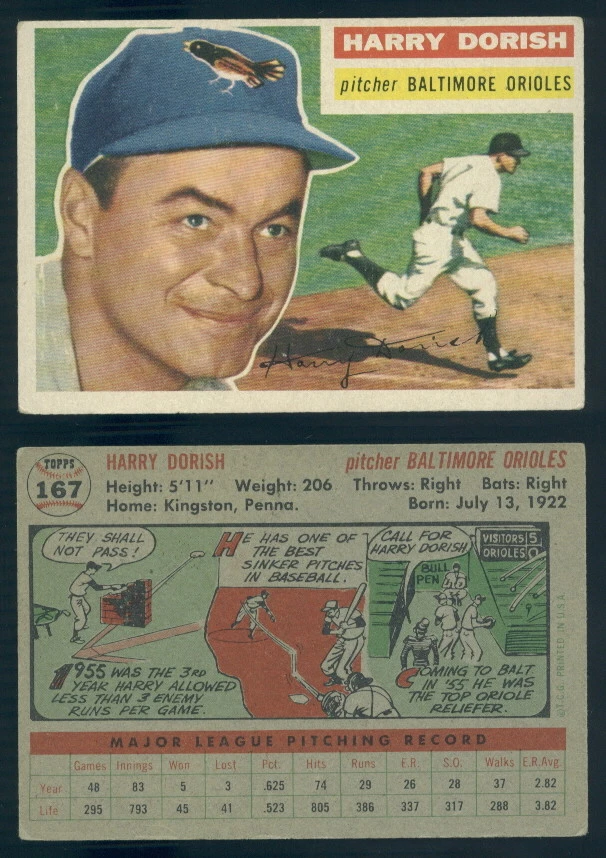 HARRY DORISH
pitcher BALTIMORE ORIOLES
Harry Dorish
TOPPS
167
HARRY DORISH pitcher BALTIMORE ORIOLES
Height: 5'11" Weight: 206 Throws: Right Bats: Right
Home: Kingston, Penna. Born: July 13, 1922
THEY SHALL
NOT PASS!
1955 WAS THE 3RD
YEAR HARRY ALLOWED
LESS THAN 3 ENEMY
RUNS PER GAME.
HE HAS ONE OF
THE BEST
SINKER PITCHES
IN BASEBALL.
CALL FOR
HARRY DORISH
VISITORS 5
ORIOLES 0
BULL
PEN
COMING TO BALT.
IN '55 HE WAS
THE TOP ORIOLE
RELIEFER.
© T.C.G. PRINTED IN U.S.A.
MAJOR LEAGUE PITCHING RECORD
Games Innings Won Lost Pct. Hits Runs E.R. S.O. Walks E.R.Avg.
Year 48 83 5 3 .625 74 29 26 28 37 2.82
Life 295 793 45 41 .523 805 386 337 317 288 3.82